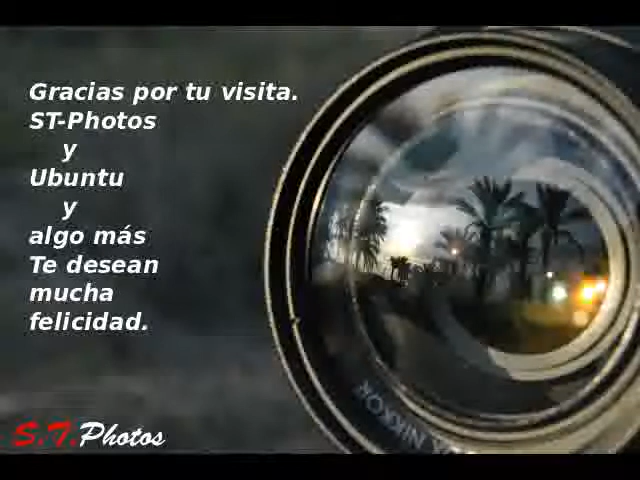 Gracias por tu visita.
ST-Photos
y
Ubuntu
y
algo más
Te desean
mucha
felicidad.
S.T.Photos
NIKKOR